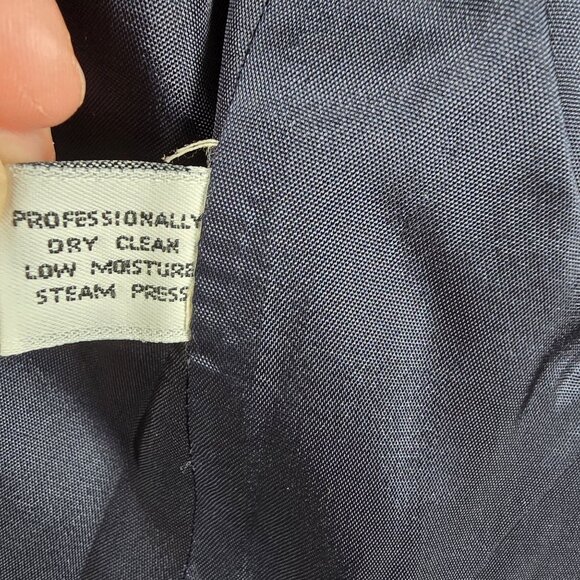 PROFESSIONALLY
DRY CLEAN
LOW MOISTURE
STEAM PRESS